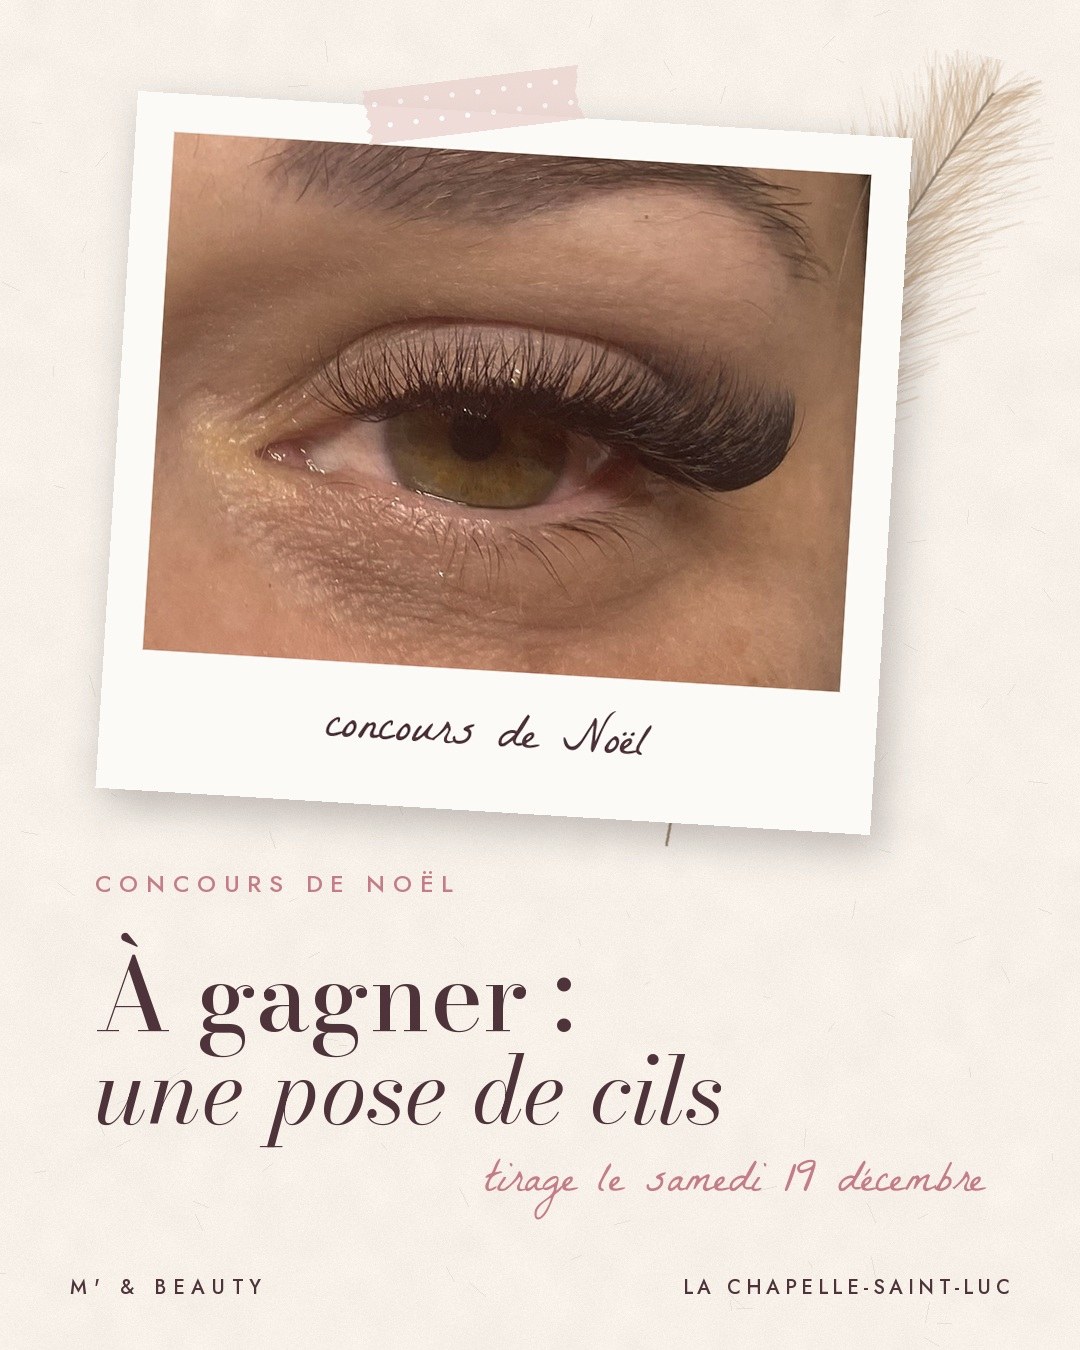 concours de Noël
CONCOURS DE NOËL
À gagner :
une pose de cils
tirage le samedi 19 décembre
M' & BEAUTY
LA CHAPELLE-SAINT-LUC